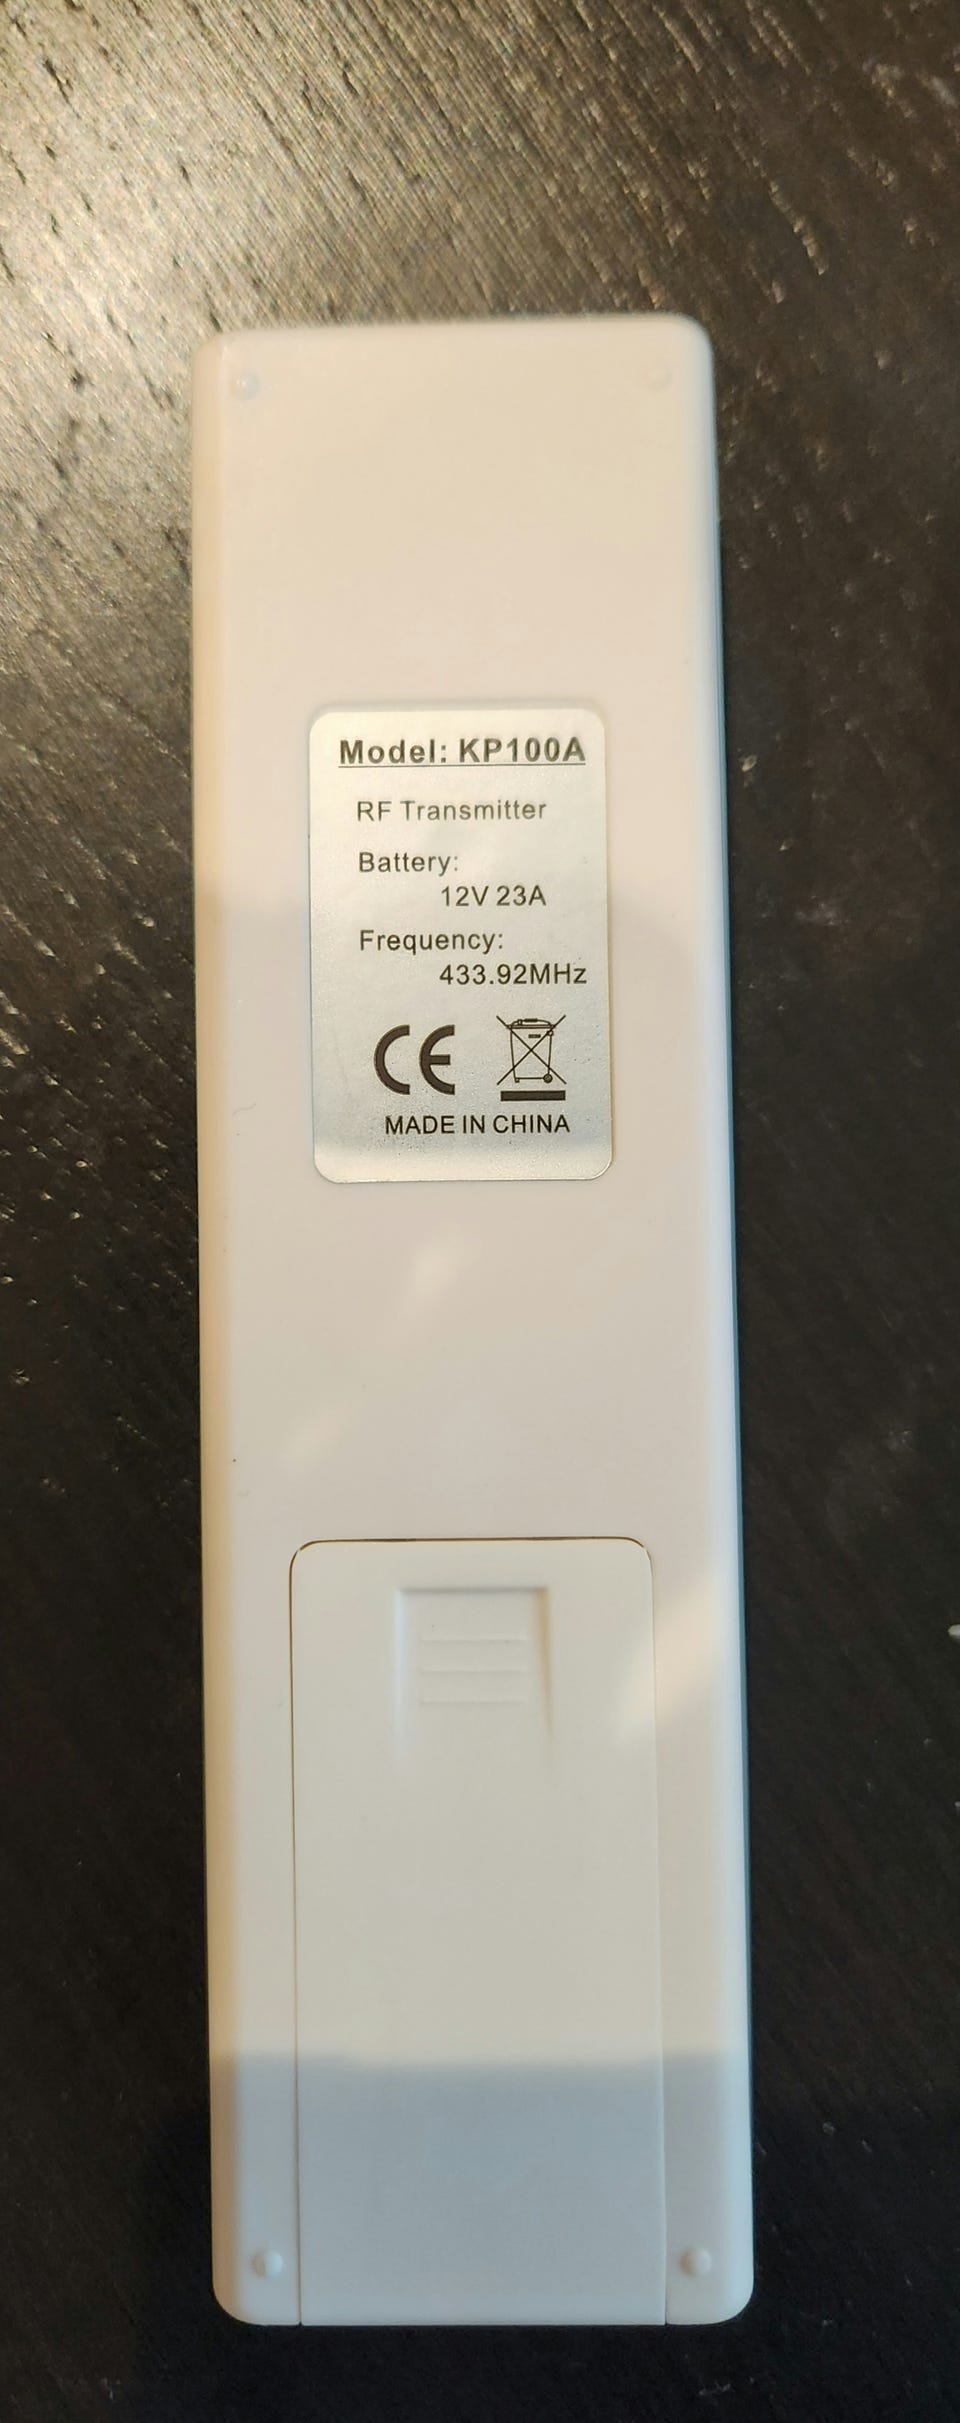 Model: KP100A
RF Transmitter
Battery:
12V 23A
Frequency:
433.92MHz
CE
MADE IN CHINA